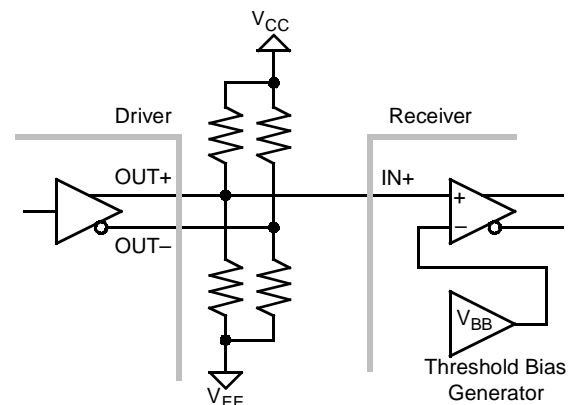 VCC
Driver
Receiver
OUT+
IN+
+
OUT–
–
VBB
Threshold Bias
Generator
VEE